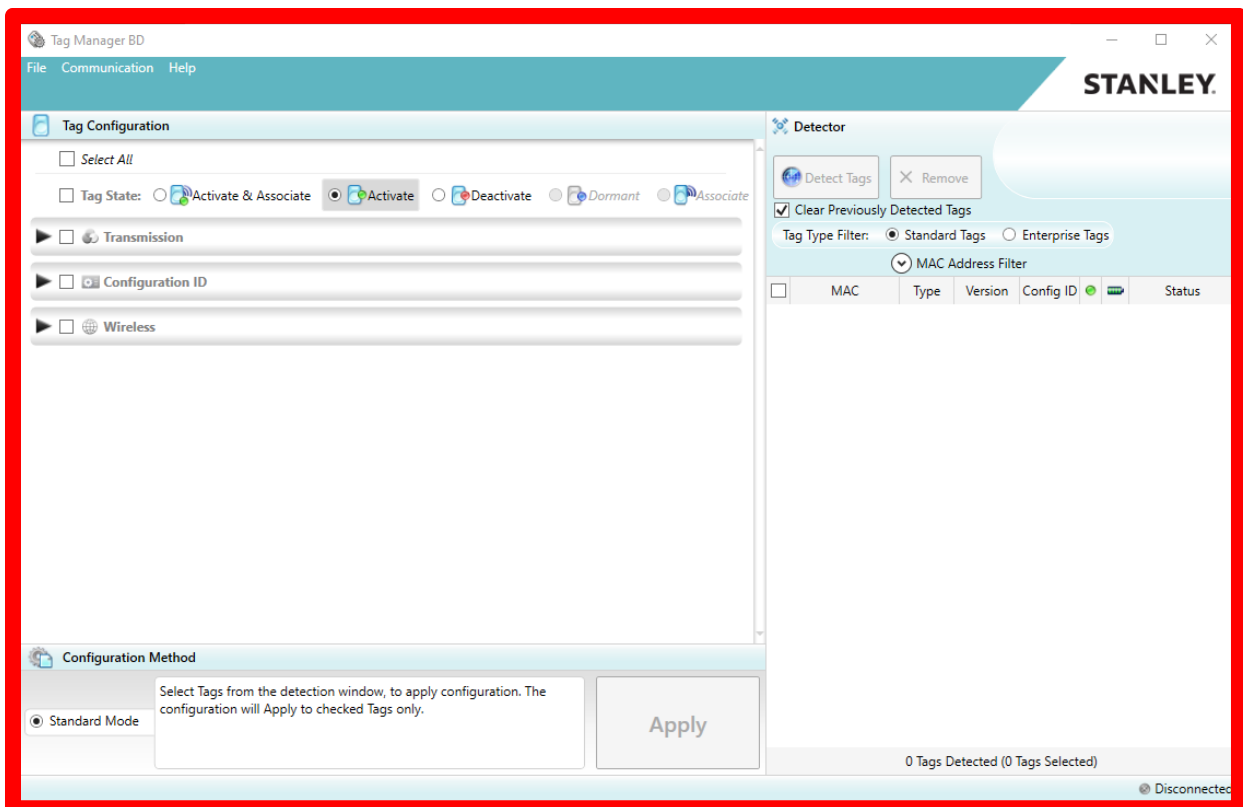 Tag Manager BD
File Communication Help
STANLEY.
Tag Configuration
Select All
Tag State: Activate & Associate Activate Deactivate Dormant Associate
Transmission
Configuration ID
Wireless
Detector
Detect Tags Remove
Clear Previously Detected Tags
Tag Type Filter: Standard Tags Enterprise Tags
MAC Address Filter
MAC Type Version Config ID Status
Configuration Method
Standard Mode
Select Tags from the detection window, to apply configuration. The
configuration will Apply to checked Tags only.
Apply
0 Tags Detected (0 Tags Selected)
Disconnected